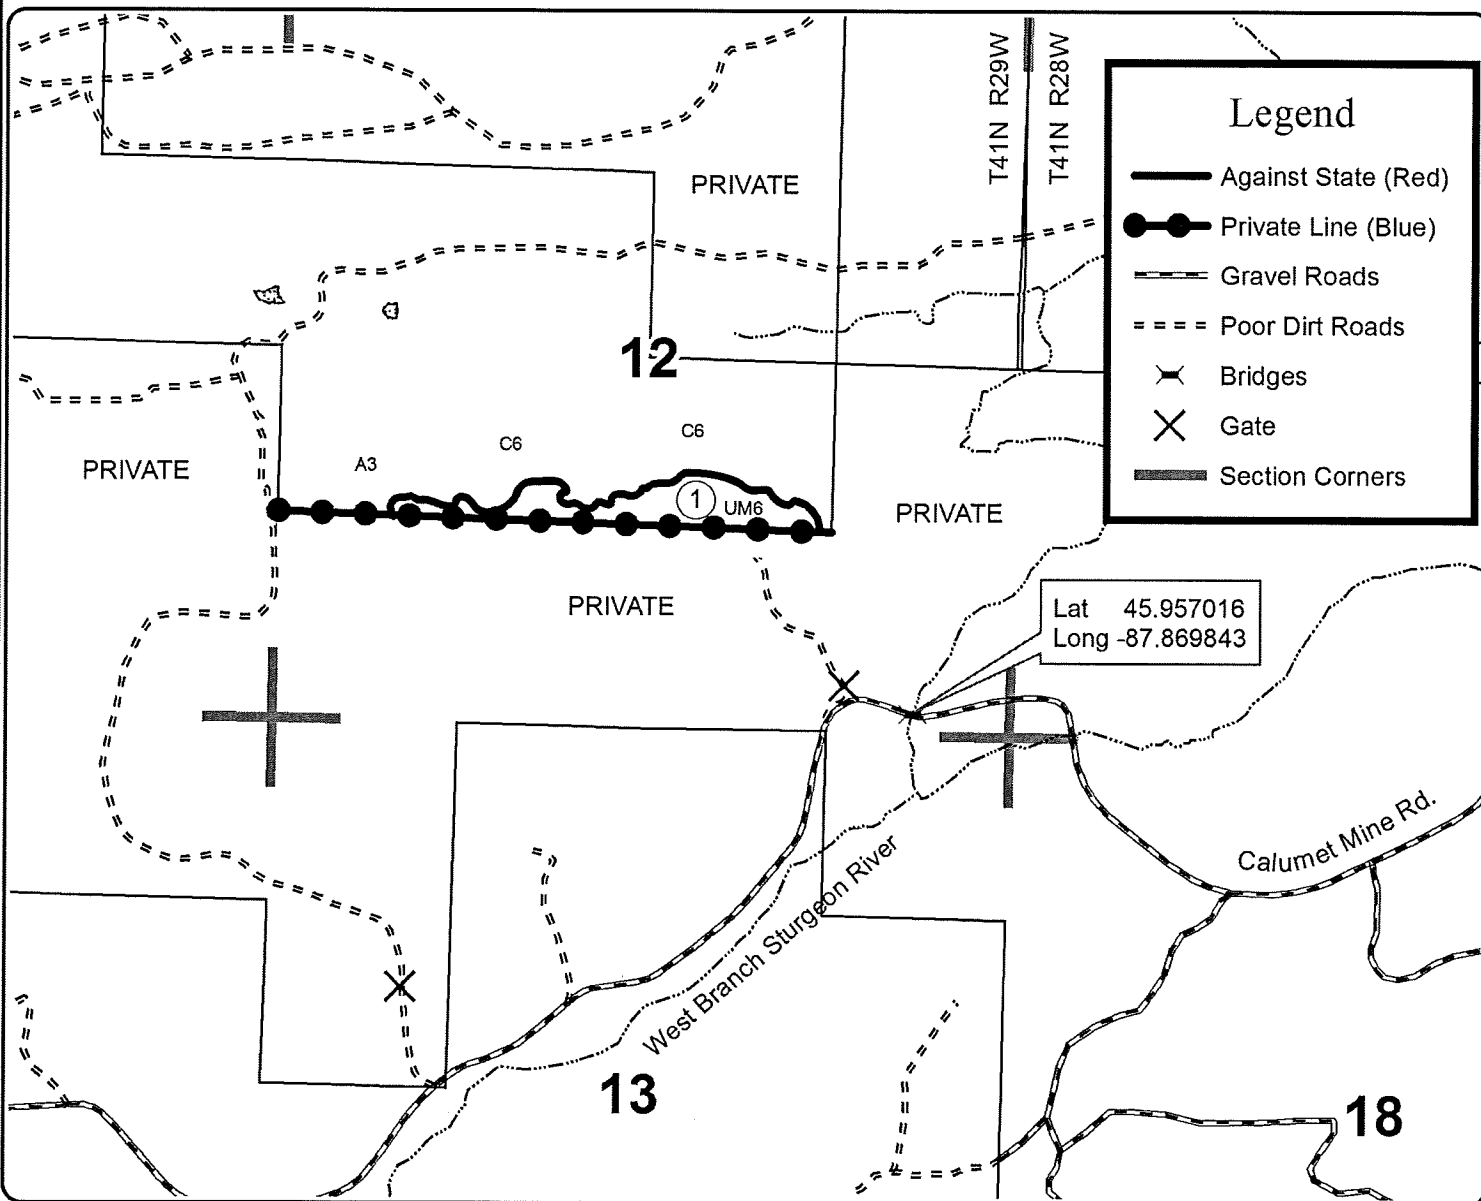 T41N R29W
T41N R28W
Legend
Against State (Red)
Private Line (Blue)
Gravel Roads
Poor Dirt Roads
Bridges
Gate
Section Corners
PRIVATE
12
C6
C6
A3
PRIVATE
1
UM6
PRIVATE
PRIVATE
Lat 45.957016
Long -87.869843
Calumet Mine Rd.
West Branch Sturgeon River
13
18